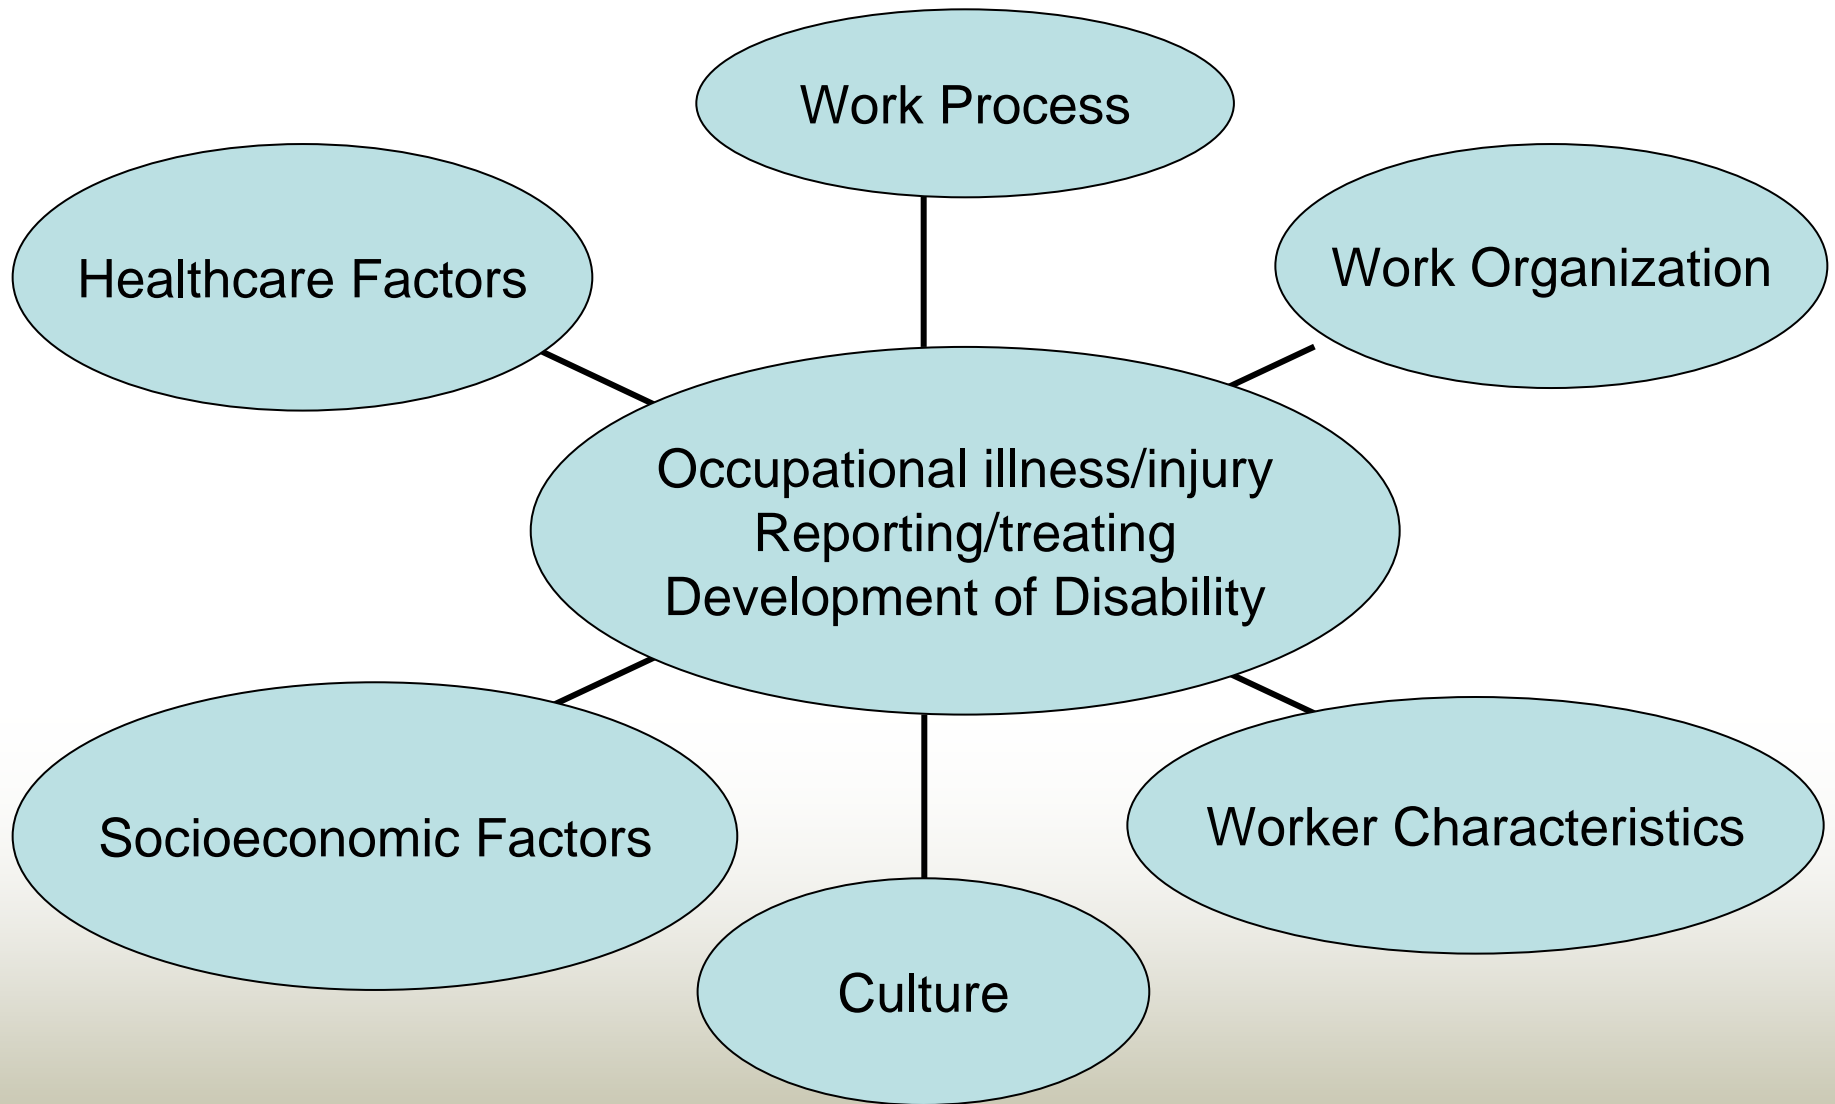 Work Process
Healthcare Factors
Work Organization
Occupational illness/injury
Reporting/treating
Development of Disability
Socioeconomic Factors
Worker Characteristics
Culture